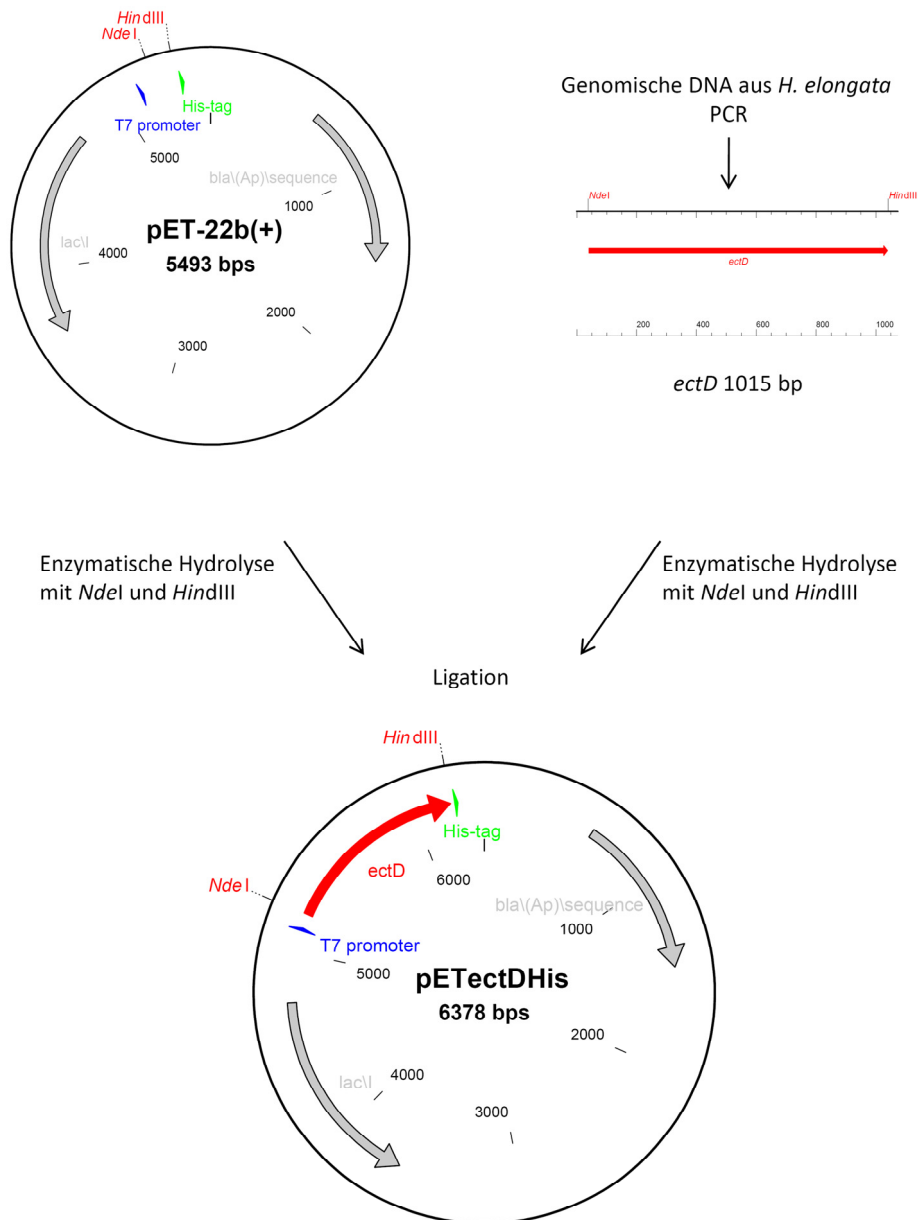 HindIII
NdeI
His-tag
T7 promoter
5000
bla\(Ap)\sequence
1000
pET-22b(+)
5493 bps
lac\I
4000
2000
3000
Genomische DNA aus H. elongata
PCR
NdeI
HindIII
ectD
200
400
600
800
1000
ectD 1015 bp
Enzymatische Hydrolyse
mit NdeI und HindIII
Enzymatische Hydrolyse
mit NdeI und HindIII
Ligation
HindIII
His-tag
ectD
6000
NdeI
bla\(Ap)\sequence
1000
T7 promoter
5000
pETectDHis
6378 bps
2000
lac\I
4000
3000